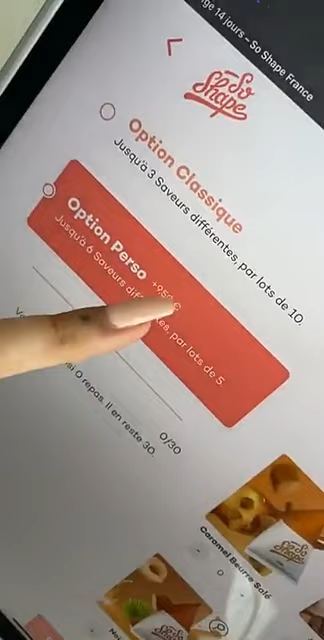 ge 14 jours – So Shape France
So
Shape
Option Classique
Jusqu'à 3 Saveurs différentes, par lots de 10.
Option Perso
Jusqu'à 6 Saveurs différentes, par lots de 5.
0/30
si 0 repas. Il en reste 30.
Caramel Beurre Salé